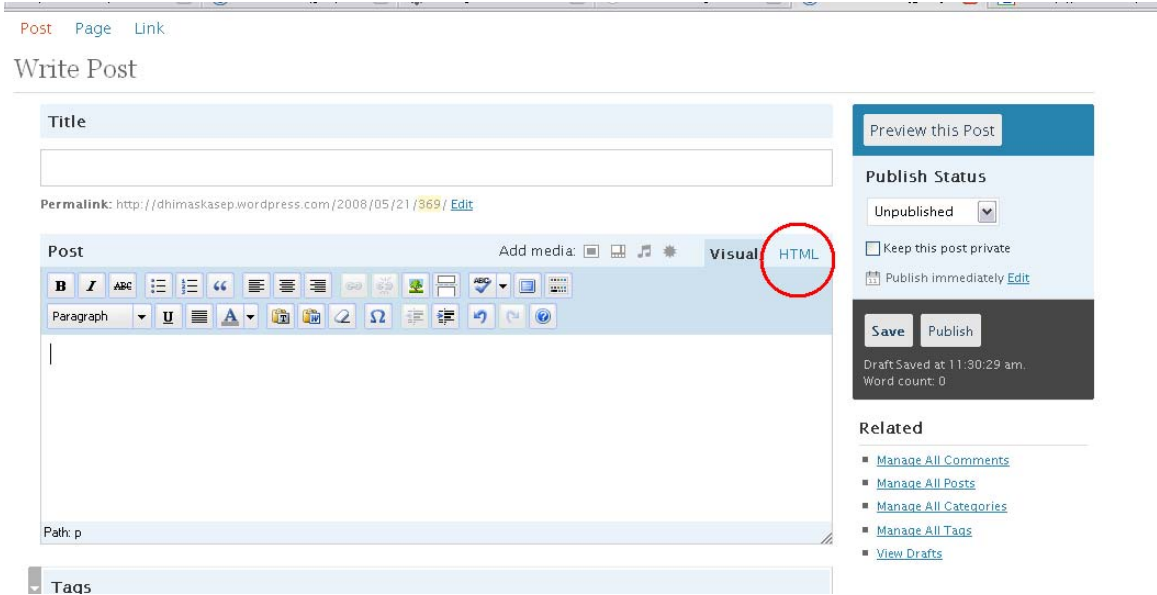 Post Page Link
Write Post
Title
Permalink: http://dhimaskasep.wordpress.com/2008/05/21/369/ Edit
Post Add media: Visual HTML
B I ABC ABC
Paragraph U A T W Ω
Path: p
Tags
Preview this Post
Publish Status
Unpublished
Keep this post private
11 Publish immediately Edit
Save Publish
Draft Saved at 11:30:29 am.
Word count: 0
Related
Manage All Comments
Manage All Posts
Manage All Categories
Manage All Tags
View Drafts